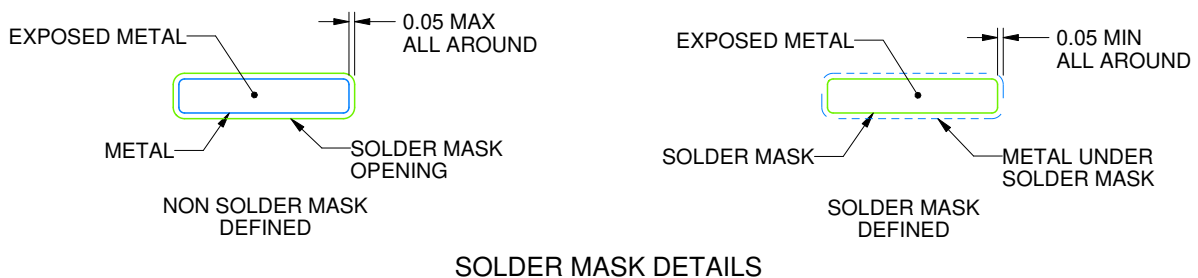 0.05 MAX
ALL AROUND
EXPOSED METAL
METAL
SOLDER MASK
OPENING
NON SOLDER MASK
DEFINED
0.05 MIN
ALL AROUND
EXPOSED METAL
SOLDER MASK
METAL UNDER
SOLDER MASK
SOLDER MASK
DEFINED
SOLDER MASK DETAILS